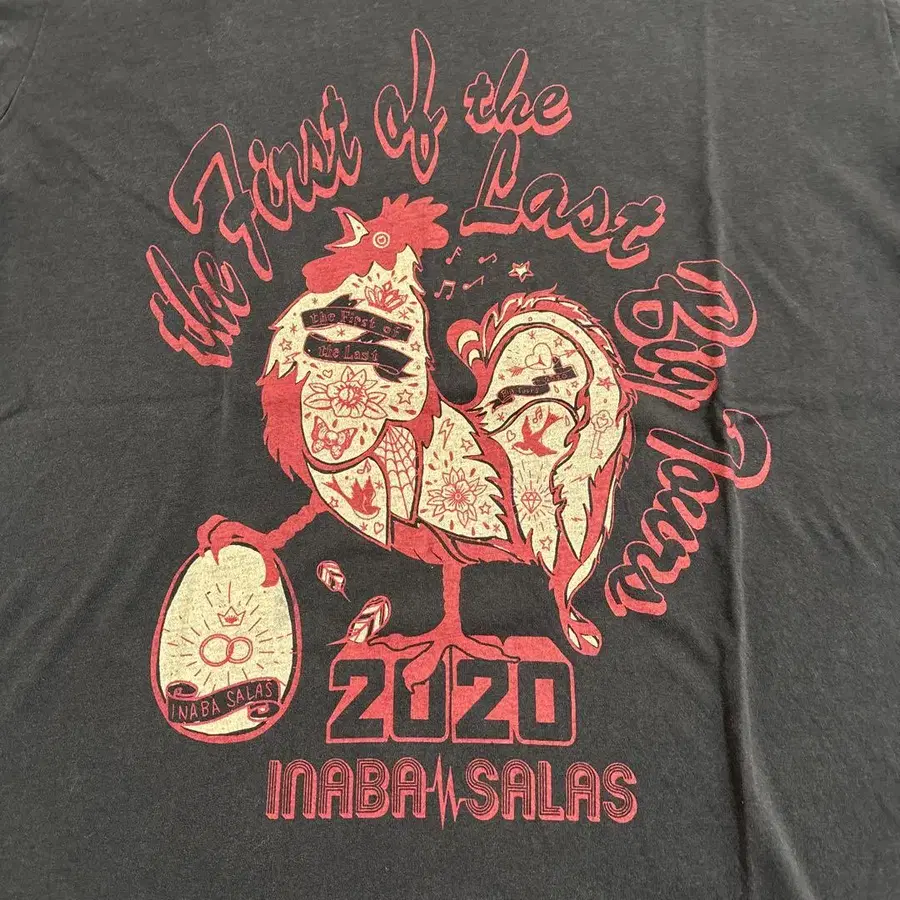 the First of the
Last
Big Tours
the First of
the Last
INABA SALAS
2020
INABA SALAS